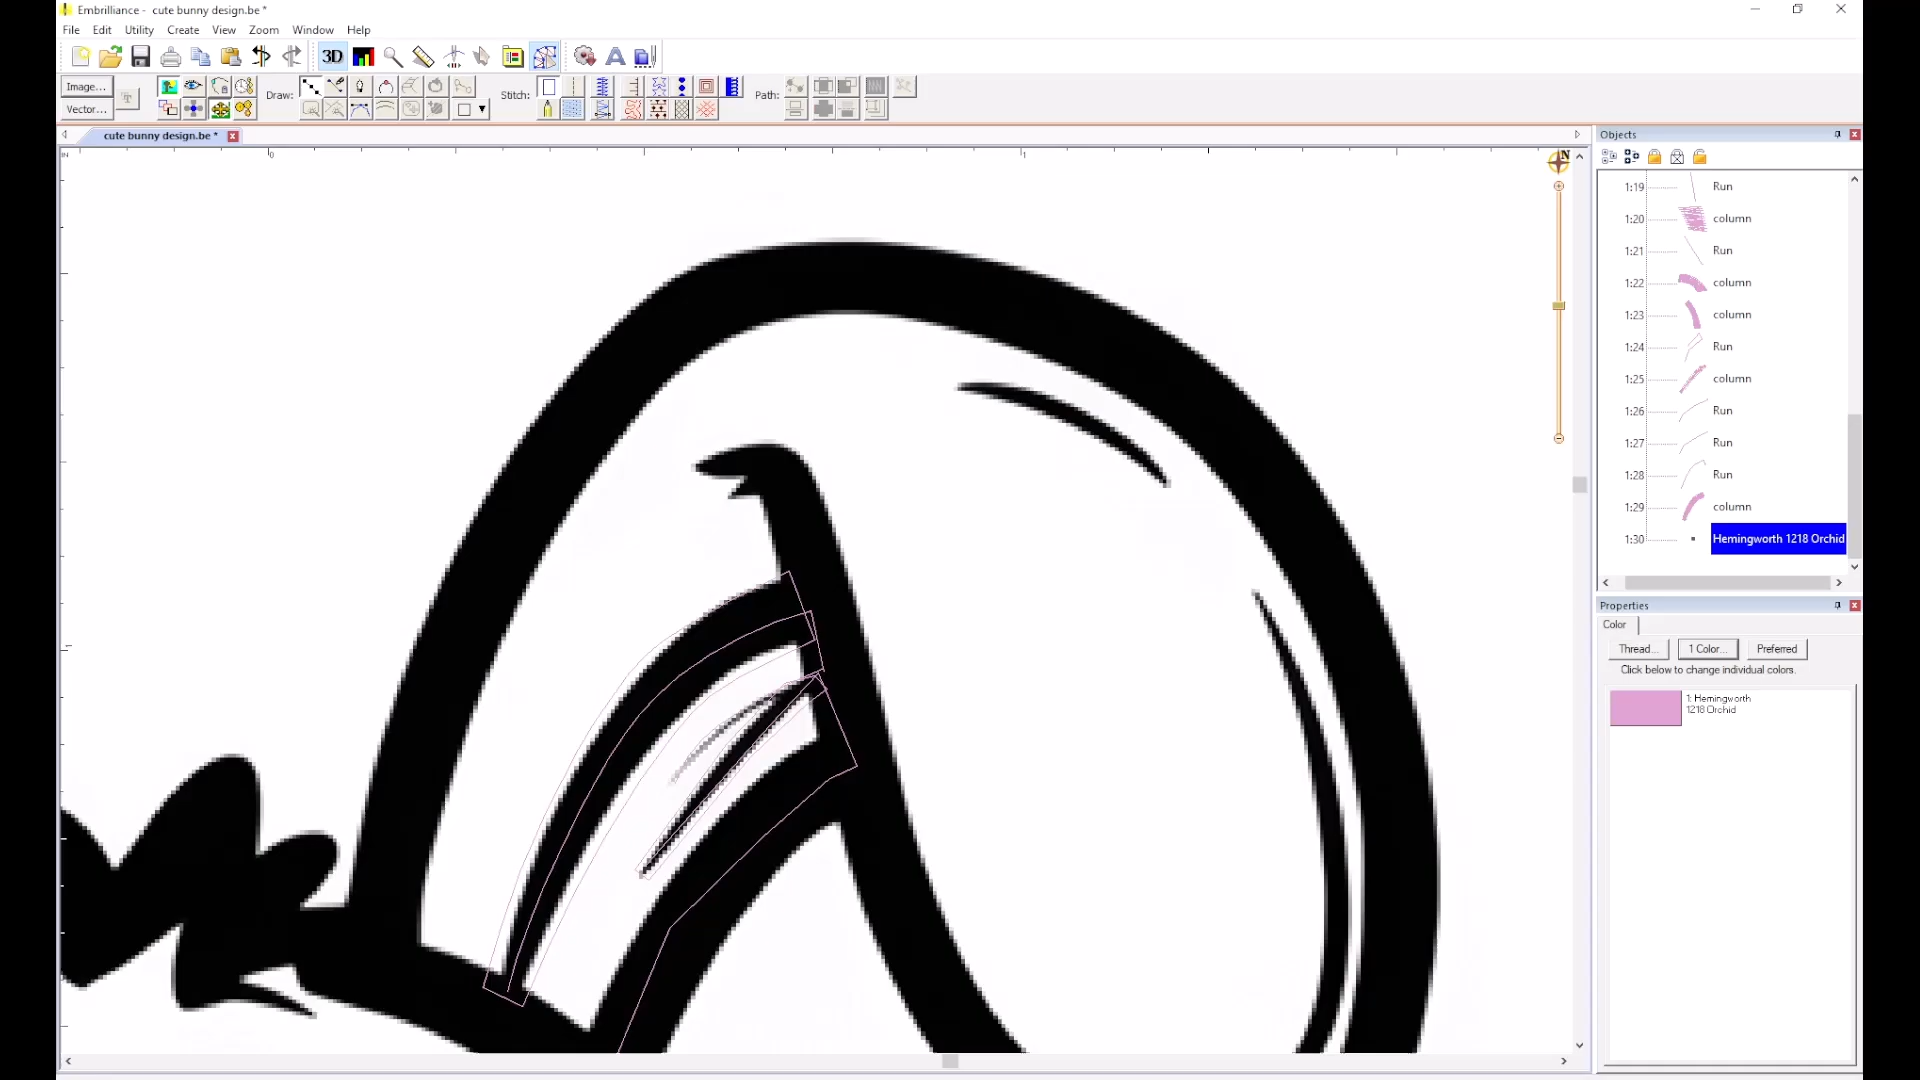 Embrilliance - cute bunny design.be *
File Edit Utility Create View Zoom Window Help
3D A
Image...
Vector...
T
Draw:
Stitch:
Path:
cute bunny design.be *
IN
0
1
1
N
Objects
1:19 Run
1:20 column
1:21 Run
1:22 column
1:23 column
1:24 Run
1:25 column
1:26 Run
1:27 Run
1:28 Run
1:29 column
1:30 Hemingworth 1218 Orchid
Properties
Color
Thread... 1 Color... Preferred
Click below to change individual colors.
1: Hemingworth
1218 Orchid